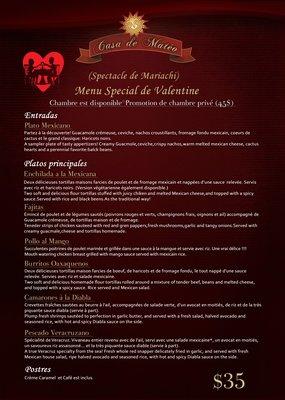 Casa de Mateo
(Spectacle de Mariachi)
Menu Special de Valentine
Chambre est disponible Promotion de chambre privé (45$)
Entradas
Plato Mexicano
Partez à la découverte! Guacamole crémeuse, ceviche, nachos croustillants, fromage fondu mexicain, coeurs de
cactus et le grand classique: Haricots noirs.
A sampler plate of tasty appetizers! Creamy Guacomole,ceviche,crispy nachos,warm melted mexican cheese, cactus
hearts and a perennial favorite-balck beans.
Platos principales
Enchilada a la Mexicana
Deux délicieuses tortillas maisons farcies de poulet et de fromage mexicain et nappées d'une sauce relevée. Servis
avec riz et haricots noirs. (Version végétarienne également disponible.)
Two soft and delicious flour tortillas stuffed with juicy chiken and melted Mexican cheese,and topped with a spicy
sauce.Served with rice and black beans.As the traditional way!
Fajitas
Émincé de poulet et de légumes sautés (poivrons rouges et verts, champignons frais, ognions et ail) accompagné de
Guacamole crémeuse, de tortillas maison et de fromage.
Tender strips of chicken sauteed with red and gren pappers,fresh mushrooms,garlic and tango onions.Served with
creamy guacmole,cheese and tortillas homemade.
Pollo al Mango
Succulentes poitrines de poulet marinée et grillée dans une sauce à la mangue et servie avec riz. Une vrai délice !!!!
Mouth watering chicken breast grilled with mango sauce served with mexicain rice.
Burritos Oaxaquenos
Deux délicieuses tortillas maisons farcies de boeuf, de haricots et de fromage fondu, le tout nappé d'une sauce
relevée. Servies avec riz et salade mexicaine.
Two soft and delicious homemade flour tortillas rolled around a mixture of tender beef, beans and melted cheese,
and topped with a spicy sauce. Rice served and Mexican salad.
Camarones á la Diabla
Crevettes fraîches sautées au beurre à l'ail, accompagnées de salade verte, d'un avocat en moitiés, de riz et de la très
piquante sauce diabla (servie à part).
Plump fresh shrimps sauteed to perfection in garlic butter, and served with a fresh salad, halved avocado and
seasoned rice, with hot and spicy Diabla sauce on the side.
Pescado Veracruzano
Spécialité de Veracruz. Vivaneau entier revenu avec de l'ail, servi avec une salade mexicaine*, un avocat en moitiés,
un savoureux riz assaisonné... et la très piquante sauce diabla (servie à part).
A true Veracruz specialty from the sea! Fresh whole red snapper delicately frilled in garlic, and served with fresh
Mexican house salad, ripe halved avocado and seasoned rice, with hot and spicy Diabla sauce on the side.
Postres
Crème Caramel et Café est inclus
$35